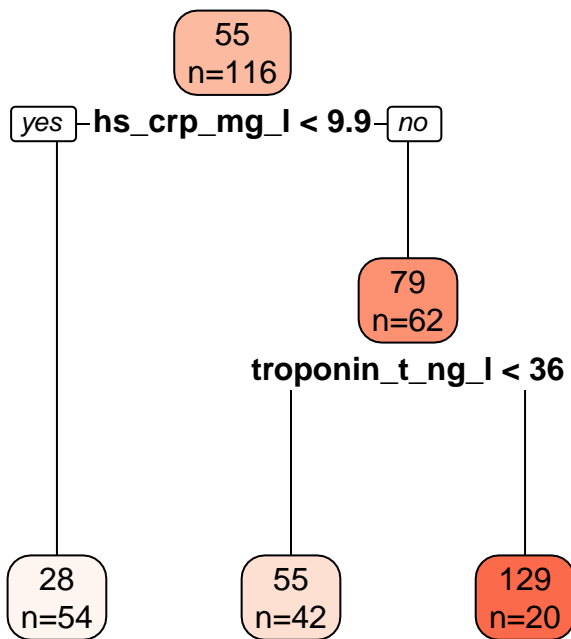 55
n=116
yes hs_crp_mg_l < 9.9 no
79
n=62
troponin_t_ng_l < 36
28
n=54
55
n=42
129
n=20